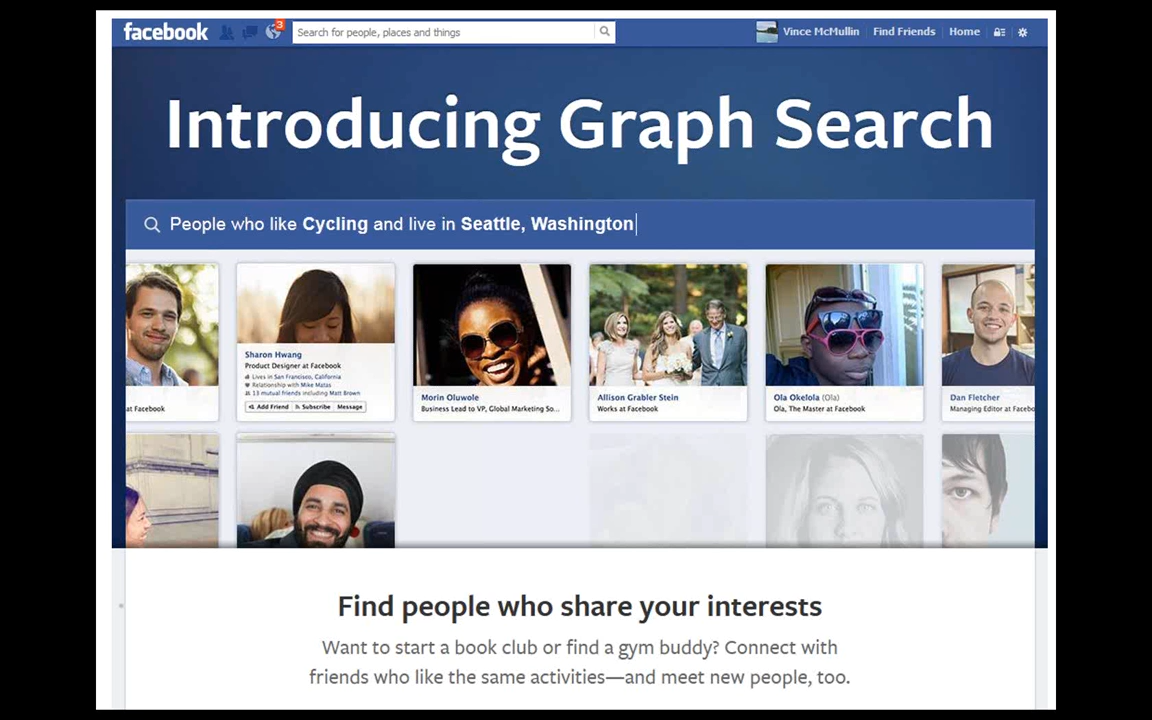 facebook
3
Search for people, places and things
Vince McMullin
Find Friends
Home
Introducing Graph Search
People who like Cycling and live in Seattle, Washington
at Facebook
Sharon Hwang
Product Designer at Facebook
Lives in San Francisco, California
Relationship with Mike Matas
13 mutual friends including Matt Brown
Add Friend
Subscribe
Message
Morin Oluwole
Business Lead to VP, Global Marketing So...
Allison Grabler Stein
Works at Facebook
Ola Okelola (Ola)
Ola, The Master at Facebook
Dan Fletcher
Managing Editor at Facebo
Find people who share your interests
Want to start a book club or find a gym buddy? Connect with
friends who like the same activities—and meet new people, too.